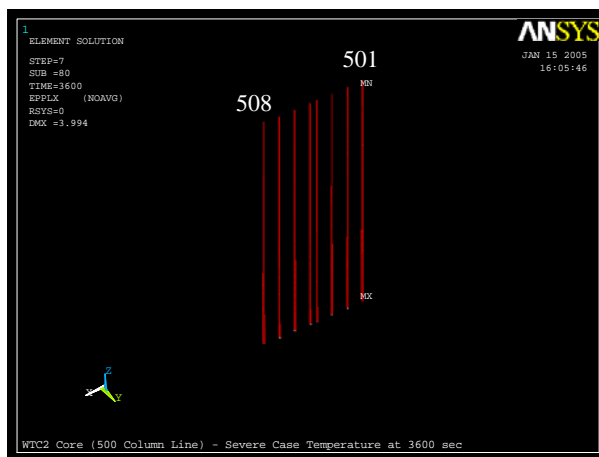 1
ELEMENT SOLUTION
STEP=7
SUB =80
TIME=3600
EPPLX (NOAVG)
RSYS=0
DMX =3.994
ANSYS
JAN 15 2005
16:05:46
501
508
MN
MX
Z
X
Y
WTC2 Core (500 Column Line) - Severe Case Temperature at 3600 sec